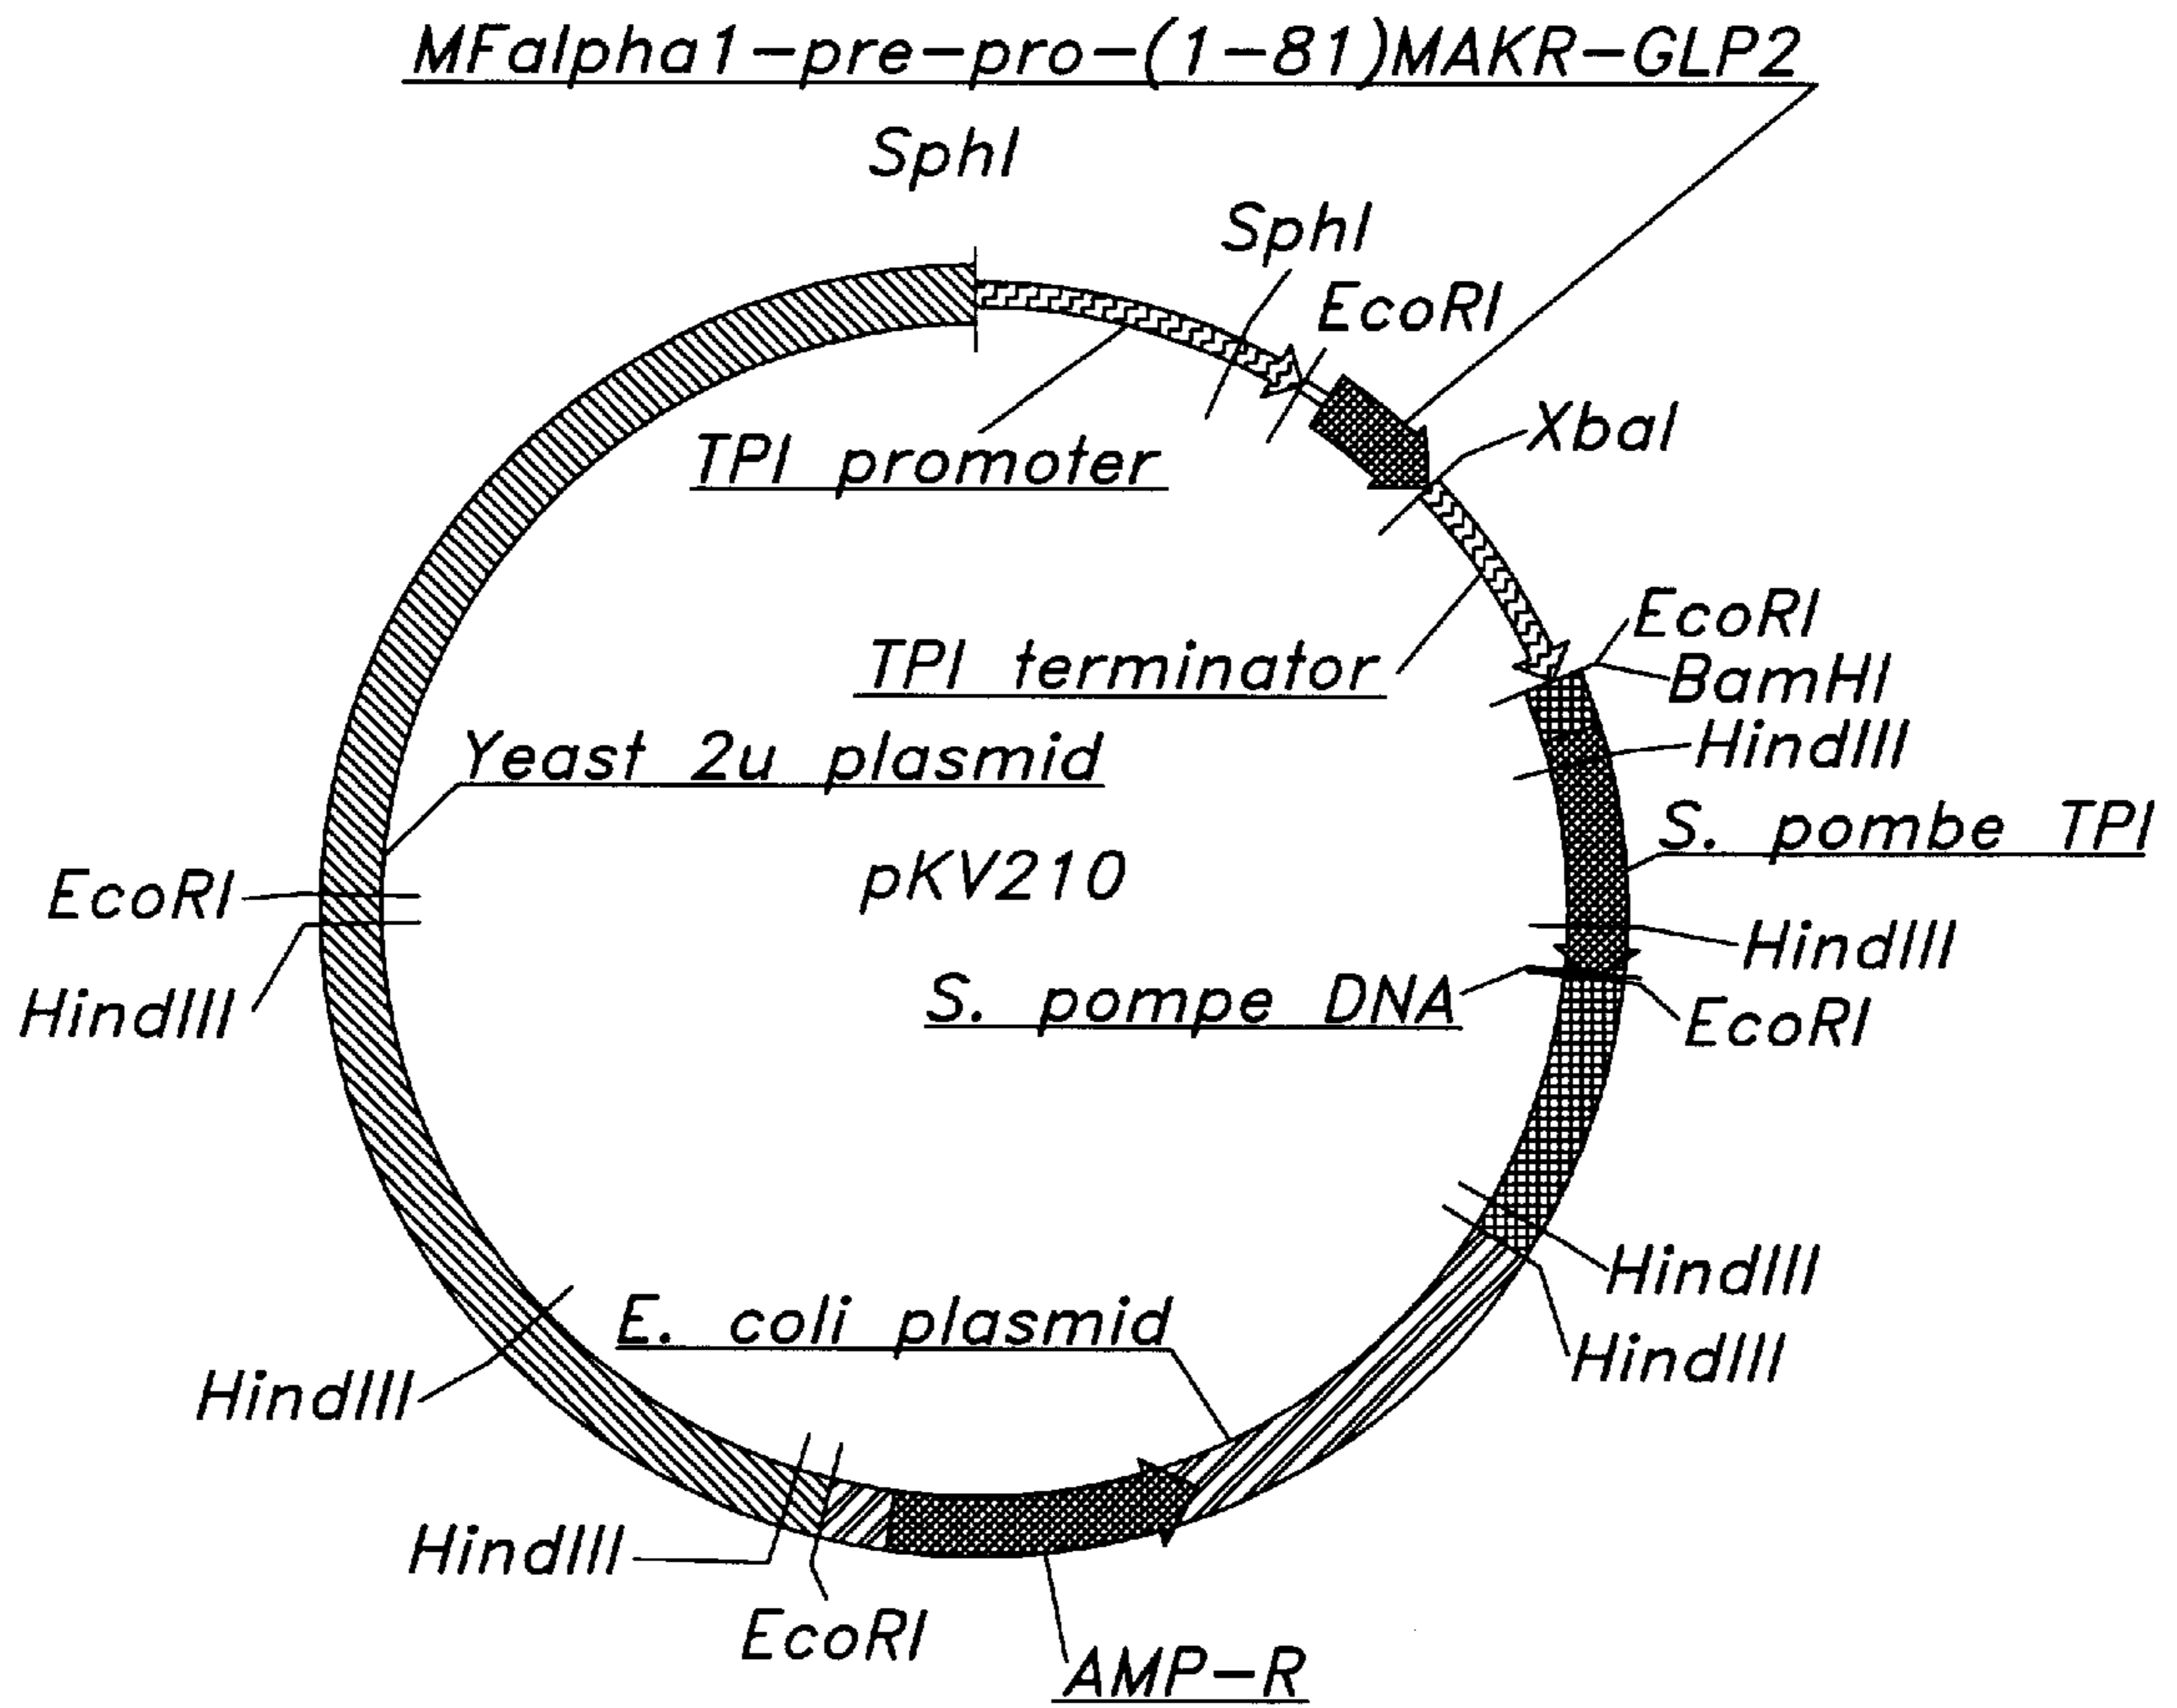 MFalpha1-pre-pro-(1-81)MAKR-GLP2
SphI
SphI
EcoRI
XbaI
TPI promoter
EcoRI
TPI terminator
BamHI
HindIII
Yeast 2u plasmid
S. pombe TPI
pKV210
EcoRI
HindIII
S. pompe DNA
HindIII
EcoRI
HindIII
E. coli plasmid
HindIII
HindIII
HindIII
EcoRI
AMP-R